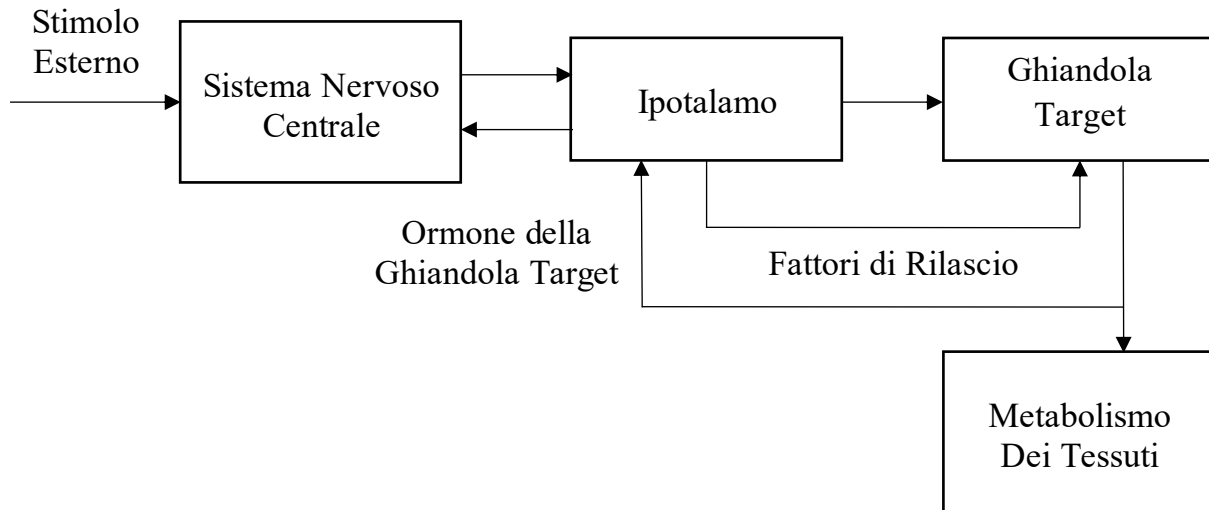 Stimolo
Esterno
Sistema Nervoso
Centrale
Ipotalamo
Ghiandola
Target
Ormone della
Ghiandola Target
Fattori di Rilascio
Metabolismo
Dei Tessuti